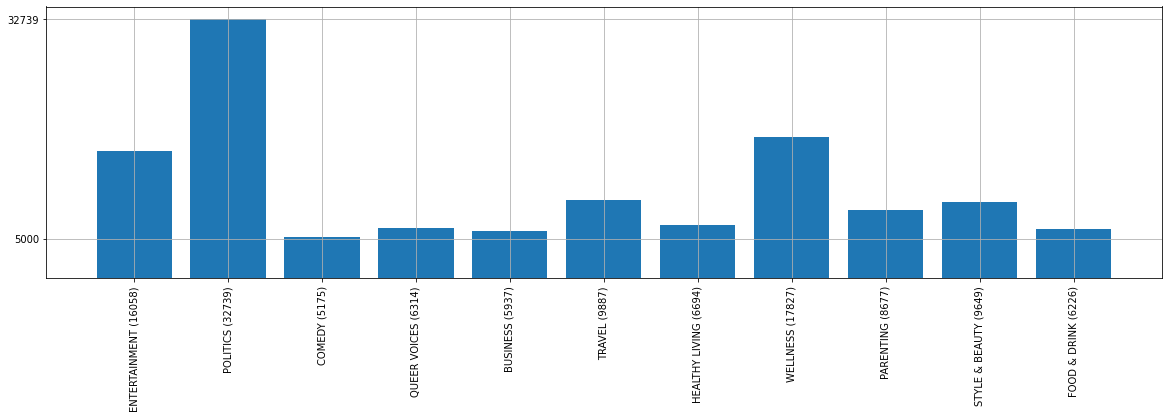 32739
5000
ENTERTAINMENT (16058)
POLITICS (32739)
COMEDY (5175)
QUEER VOICES (6314)
BUSINESS (5937)
TRAVEL (9887)
HEALTHY LIVING (6694)
WELLNESS (17827)
PARENTING (8677)
STYLE & BEAUTY (9649)
FOOD & DRINK (6226)